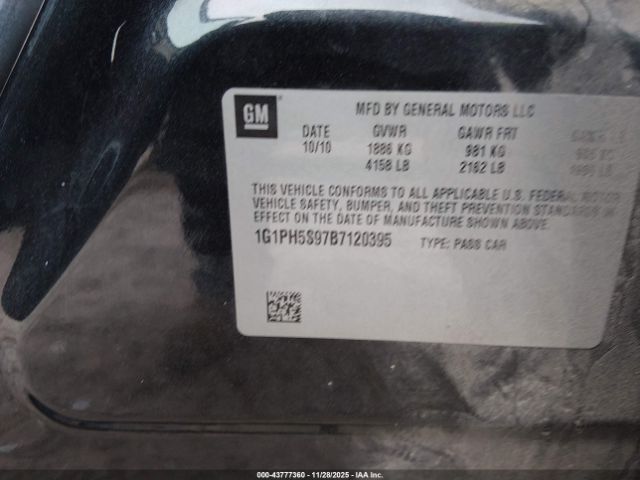 GM
MFD BY GENERAL MOTORS LLC
DATE GVWR GAWR FRT
10/10 1886 KG 981 KG
4158 LB 2162 LB
THIS VEHICLE CONFORMS TO ALL APPLICABLE U.S. FEDERAL MOTOR
VEHICLE SAFETY, BUMPER, AND THEFT PREVENTION STANDARDS IN
EFFECT ON THE DATE OF MANUFACTURE SHOWN ABOVE.
1G1PH5S97B7120395 TYPE: PASS CAR
000-43777360 - 11/28/2025 - IAA Inc.